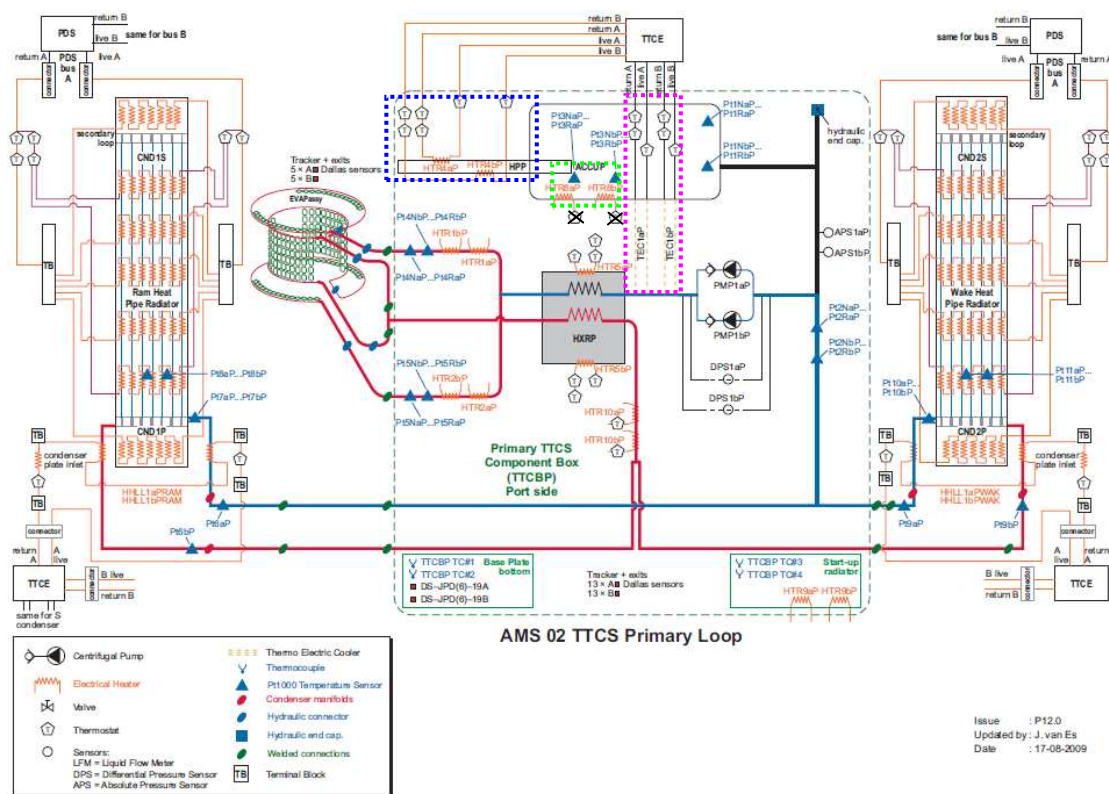 return B
live B
same for bus B
PDS
return A
live A
PDS
bus
A
connector
connector
return B
return A
live A
live B
TTCE
return A
live A
return B
live B
return B
live B
same for bus B
PDS
live A
return A
PDS
bus A
connector
connector
secondary
loop
CND1S
Ram Heat
Pipe Radiator
TB
TB
Pt8aP...Pt8bP
Pt7aP...Pt7bP
CND1P
TB
TB
condenser
plate inlet
TB
TB
HHLL1aPRAM
HHLL1bPRAM
Pt6aP
Pt6bP
connector
connector
return
A
A
live
TTCE
same for S
condenser
Tracker + exits
5 × A Dallas sensors
5 × B
EVAPassy
HPP
HTR4aP
HTR4bP
ACCUP
Pt3NaP...
Pt3RaP
Pt3NbP...
Pt3RbP
HTR8aP
HTR8bP
Pt1NaP...
Pt1RaP
Pt1NbP...
Pt1RbP
hydraulic
end cap.
TEC1aP
TEC1bP
APS1aP
APS1bP
Pt4NbP...Pt4RbP
HTR1bP
Pt4NaP...Pt4RaP
HTR1aP
HTR5aP
HXRP
HTR5bP
PMP1aP
PMP1bP
DPS1aP
DPS1bP
Pt2NaP...
Pt2RaP
Pt2NbP...
Pt2RbP
Pt5NbP...Pt5RbP
HTR2bP
HTR2aP
Pt5NaP...Pt5RaP
HTR10aP
HTR10bP
Primary TTCS
Component Box
(TTCBP)
Port side
TTCBP TC#1
TTCBP TC#2
DS-JPD(6)-19A
DS-JPD(6)-19B
Base Plate
bottom
Tracker + exits
13 × A Dallas sensors
13 × B
TTCBP TC#3
TTCBP TC#4
Start-up
radiator
HTR9aP
HTR9bP
CND2S
secondary
loop
Wake Heat
Pipe Radiator
TB
TB
Pt11aP...
Pt11bP
Pt10aP...
Pt10bP
CND2P
TB
TB
condenser
plate inlet
TB
TB
HHLL1aPWAK
HHLL1bPWAK
Pt9aP
Pt9bP
connector
connector
return A
A
live
B live
return B
TTCE
AMS 02 TTCS Primary Loop
Centrifugal Pump
Electrical Heater
Valve
Thermostat
Sensors:
LFM = Liquid Flow Meter
DPS = Differential Pressure Sensor
APS = Absolute Pressure Sensor
Thermo Electric Cooler
Thermocouple
Pt1000 Temperature Sensor
Condenser manifolds
Hydraulic connector
Hydraulic end cap.
Welded connections
TB Terminal Block
Issue : P12.0
Updated by : J. van Es
Date : 17-08-2009